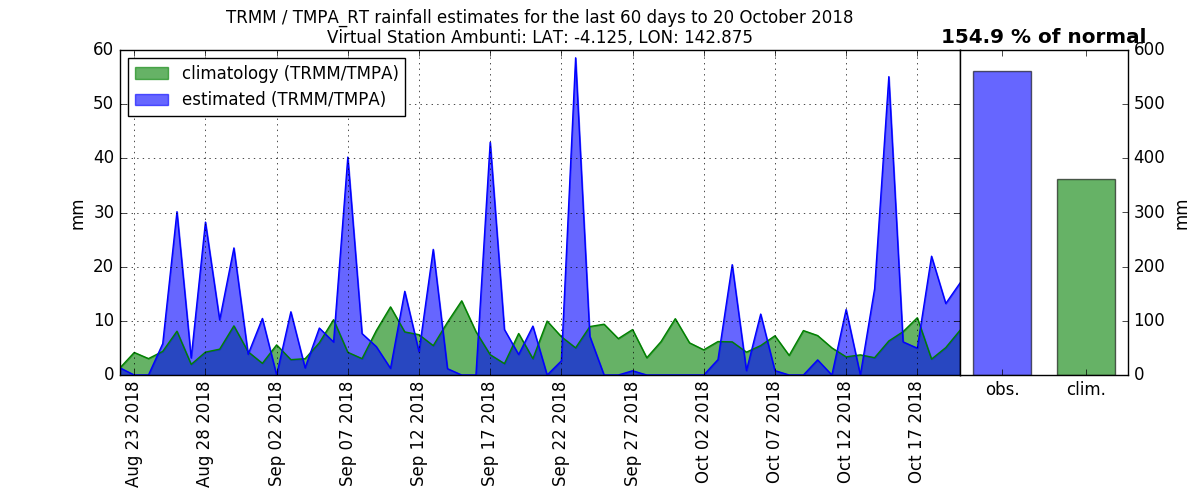 TRMM / TMPA_RT rainfall estimates for the last 60 days to 20 October 2018
Virtual Station Ambunti: LAT: -4.125, LON: 142.875
154.9 % of normal
climatology (TRMM/TMPA)
estimated (TRMM/TMPA)
60
50
40
30
20
10
0
mm
Aug 23 2018
Aug 28 2018
Sep 02 2018
Sep 07 2018
Sep 12 2018
Sep 17 2018
Sep 22 2018
Sep 27 2018
Oct 02 2018
Oct 07 2018
Oct 12 2018
Oct 17 2018
obs.
clim.
600
500
400
300
200
100
0
mm